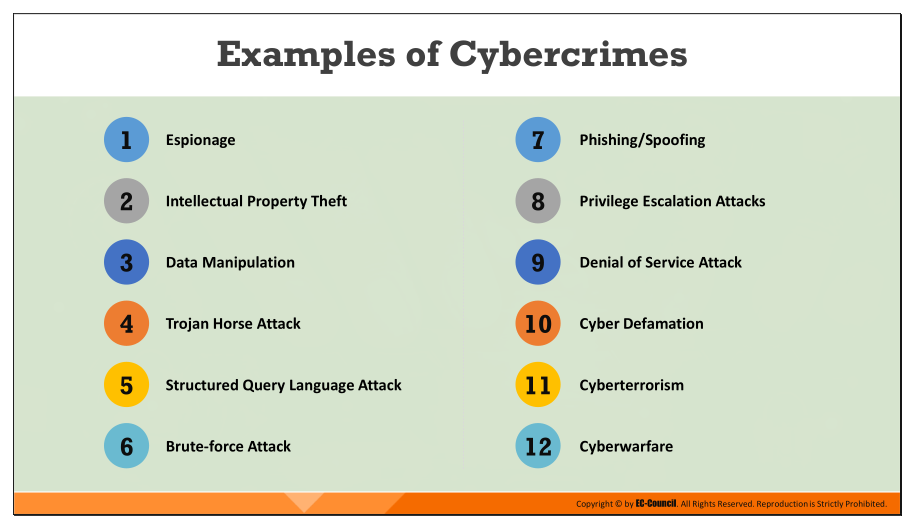 Examples of Cybercrimes
1 Espionage
2 Intellectual Property Theft
3 Data Manipulation
4 Trojan Horse Attack
5 Structured Query Language Attack
6 Brute-force Attack
7 Phishing/Spoofing
8 Privilege Escalation Attacks
9 Denial of Service Attack
10 Cyber Defamation
11 Cyberterrorism
12 Cyberwarfare
Copyright © by EC-Council. All Rights Reserved. Reproduction is Strictly Prohibited.